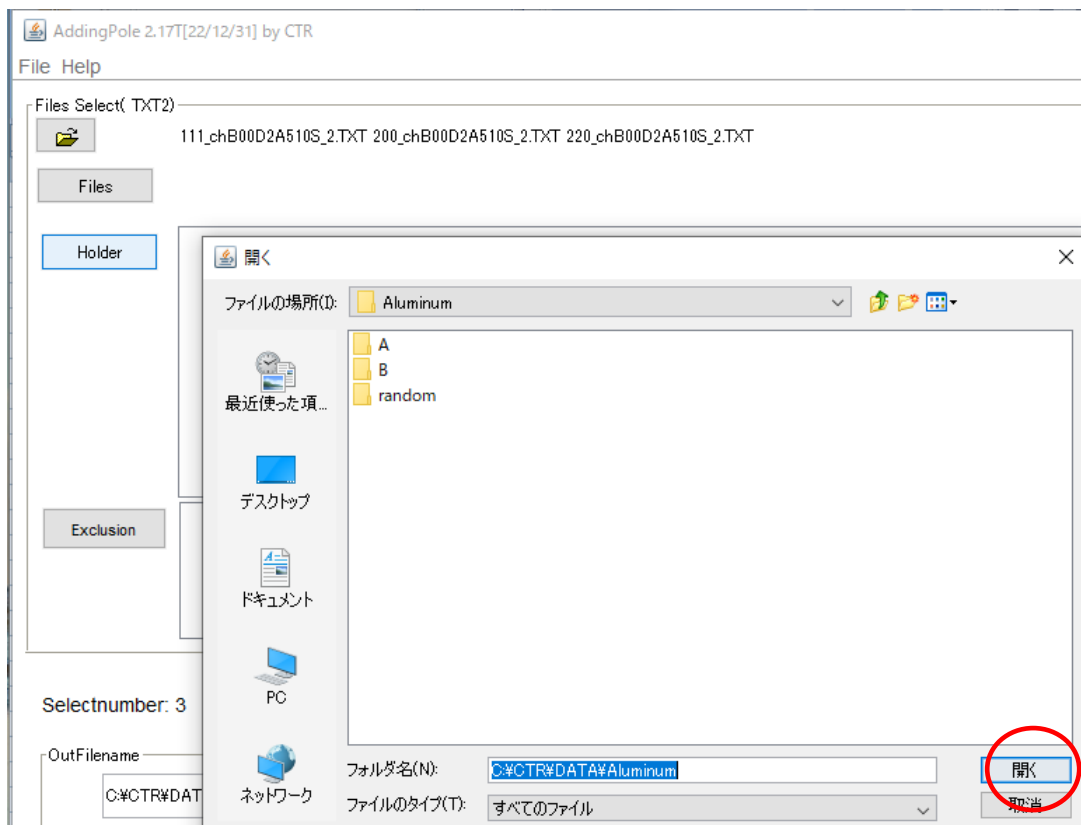 AddingPole 2.17T[22/12/31] by CTR
File Help
Files Select( TXT2)
111_chB00D2A510S_2.TXT 200_chB00D2A510S_2.TXT 220_chB00D2A510S_2.TXT
Files
Holder
開く
ファイルの場所(I):
Aluminum
A
B
random
最近使った項...
デスクトップ
ドキュメント
PC
ネットワーク
Exclusion
Selectnumber: 3
OutFilename
C:¥CTR¥DAT
フォルダ名(N):
C:¥CTR¥DATA¥Aluminum
開く
ファイルのタイプ(T):
すべてのファイル
取消